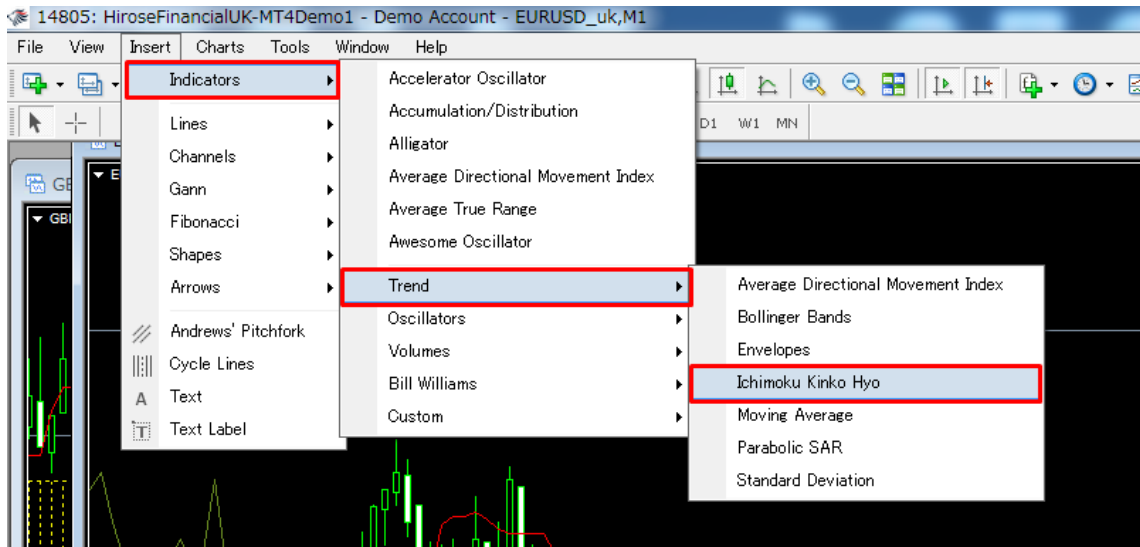 14805: HiroseFinancialUK-MT4Demo1 - Demo Account - EURUSD_uk,M1
File View Insert Charts Tools Window Help
D1 W1 MN
GB
E
GBI
Indicators
Lines
Channels
Gann
Fibonacci
Shapes
Arrows
Andrews' Pitchfork
Cycle Lines
A Text
T Text Label
Accelerator Oscillator
Accumulation/Distribution
Alligator
Average Directional Movement Index
Average True Range
Awesome Oscillator
Trend
Oscillators
Volumes
Bill Williams
Custom
Average Directional Movement Index
Bollinger Bands
Envelopes
Ichimoku Kinko Hyo
Moving Average
Parabolic SAR
Standard Deviation